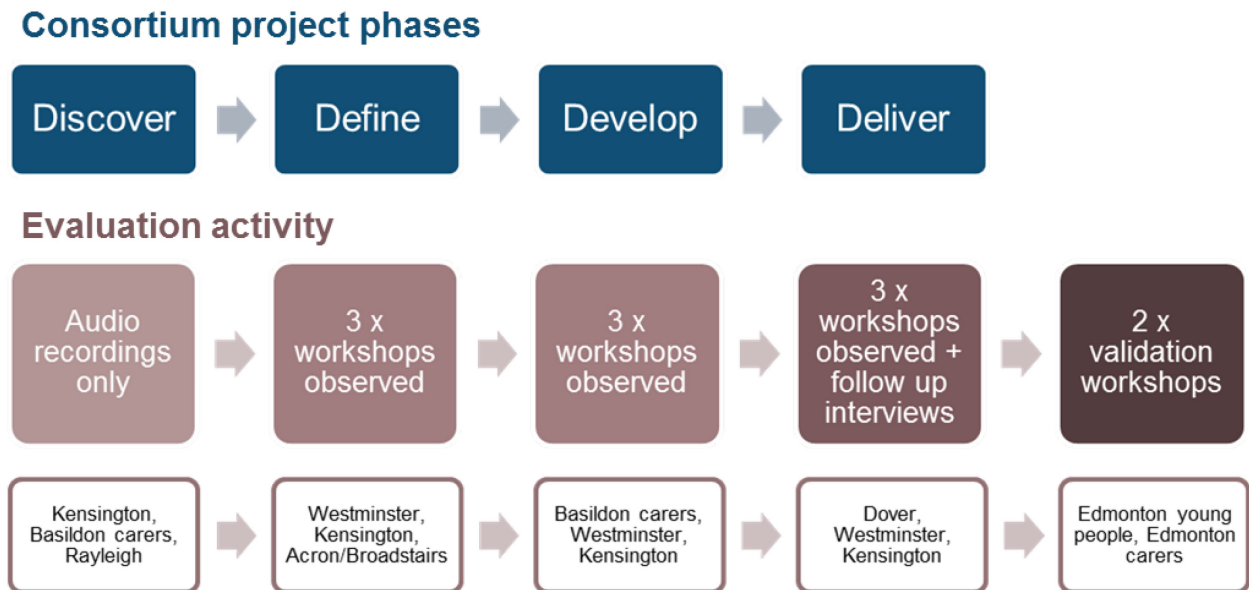 Consortium project phases
Discover
Define
Develop
Deliver
Evaluation activity
Audio
recordings
only
3 x
workshops
observed
3 x
workshops
observed
3 x
workshops
observed +
follow up
interviews
2 x
validation
workshops
Kensington,
Basildon carers,
Rayleigh
Westminster,
Kensington,
Acron/Broadstairs
Basildon carers,
Westminster,
Kensington
Dover,
Westminster,
Kensington
Edmonton young
people, Edmonton
carers